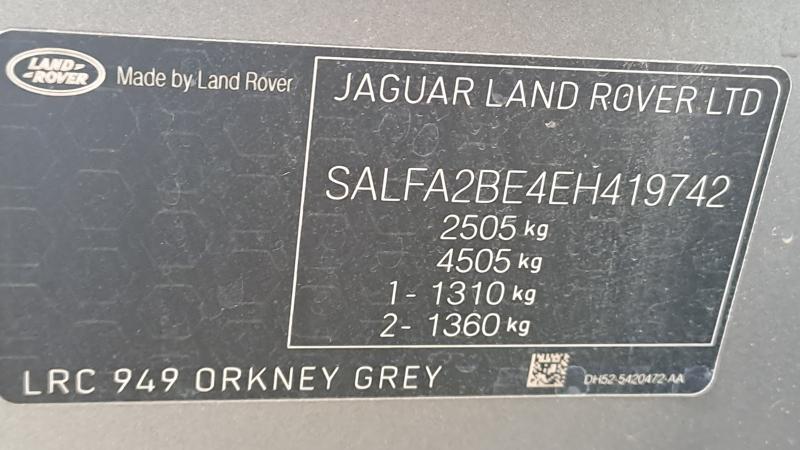 LAND-
-ROVER
Made by Land Rover
JAGUAR LAND ROVER LTD
SALFA2BE4EH419742
2505 kg
4505 kg
1- 1310 kg
2- 1360 kg
LRC 949 ORKNEY GREY
DH52-5420472-AA